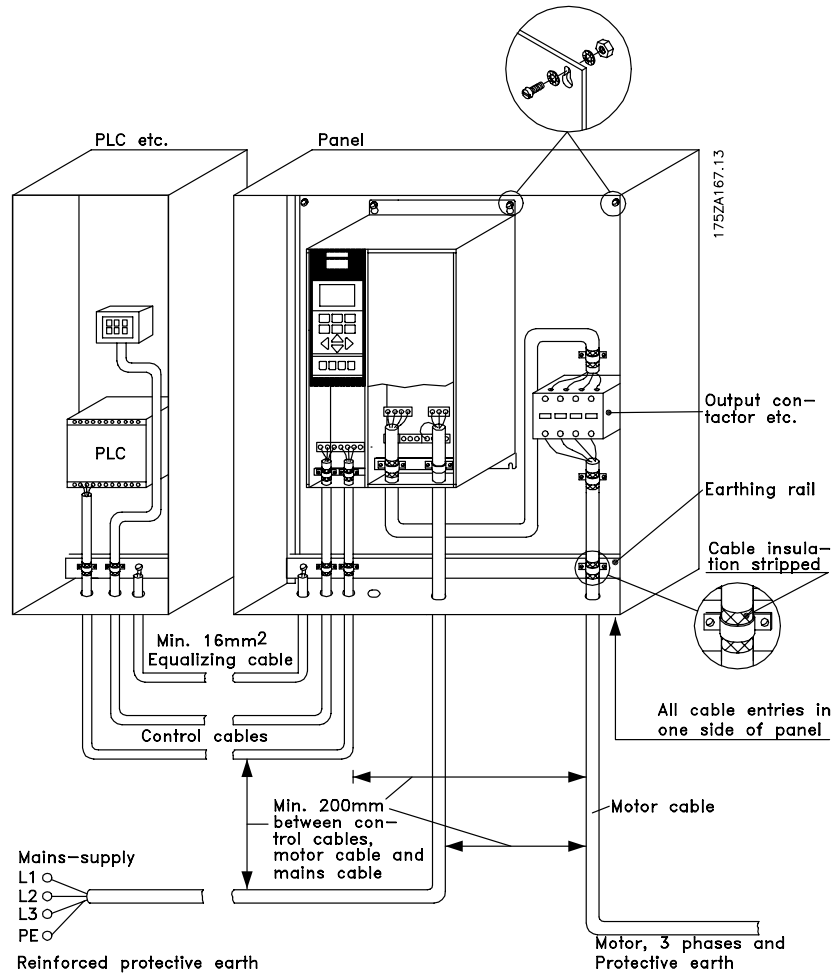 PLC etc.
Panel
175ZA167.13
PLC
Output con-
tactor etc.
Earthing rail
Cable insula-
tion stripped
Min. 16mm2
Equalizing cable
Control cables
All cable entries in
one side of panel
Min. 200mm
between con-
trol cables,
motor cable and
mains cable
Motor cable
Mains-supply
L1
L2
L3
PE
Reinforced protective earth
Motor, 3 phases and
Protective earth